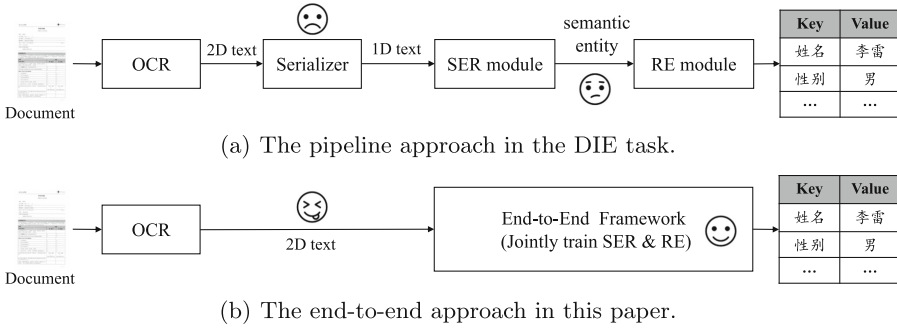 Document
OCR
2D text
Serializer
1D text
SER module
semantic
entity
RE module
Key Value
姓名 李雷
性别 男
... ...
(a) The pipeline approach in the DIE task.
Document
OCR
2D text
End-to-End Framework
(Jointly train SER & RE)
Key Value
姓名 李雷
性别 男
... ...
(b) The end-to-end approach in this paper.